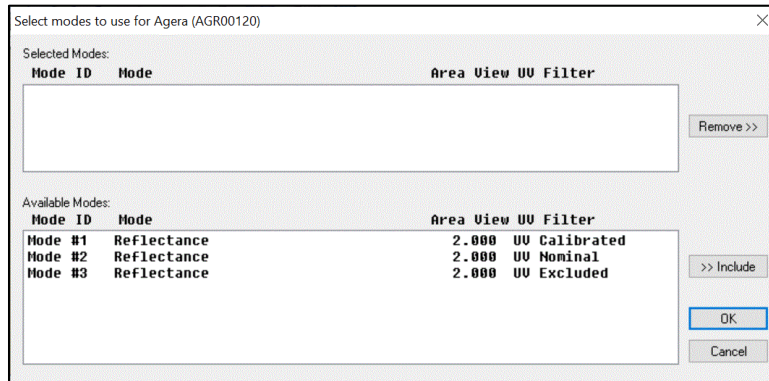 Select modes to use for Agera (AGR00120)
Selected Modes:
Mode ID Mode Area View UV Filter
Remove >>
Available Modes:
Mode ID Mode Area View UV Filter
Mode #1 Reflectance 2.000 UV Calibrated
Mode #2 Reflectance 2.000 UV Nominal
Mode #3 Reflectance 2.000 UV Excluded
>> Include
OK
Cancel